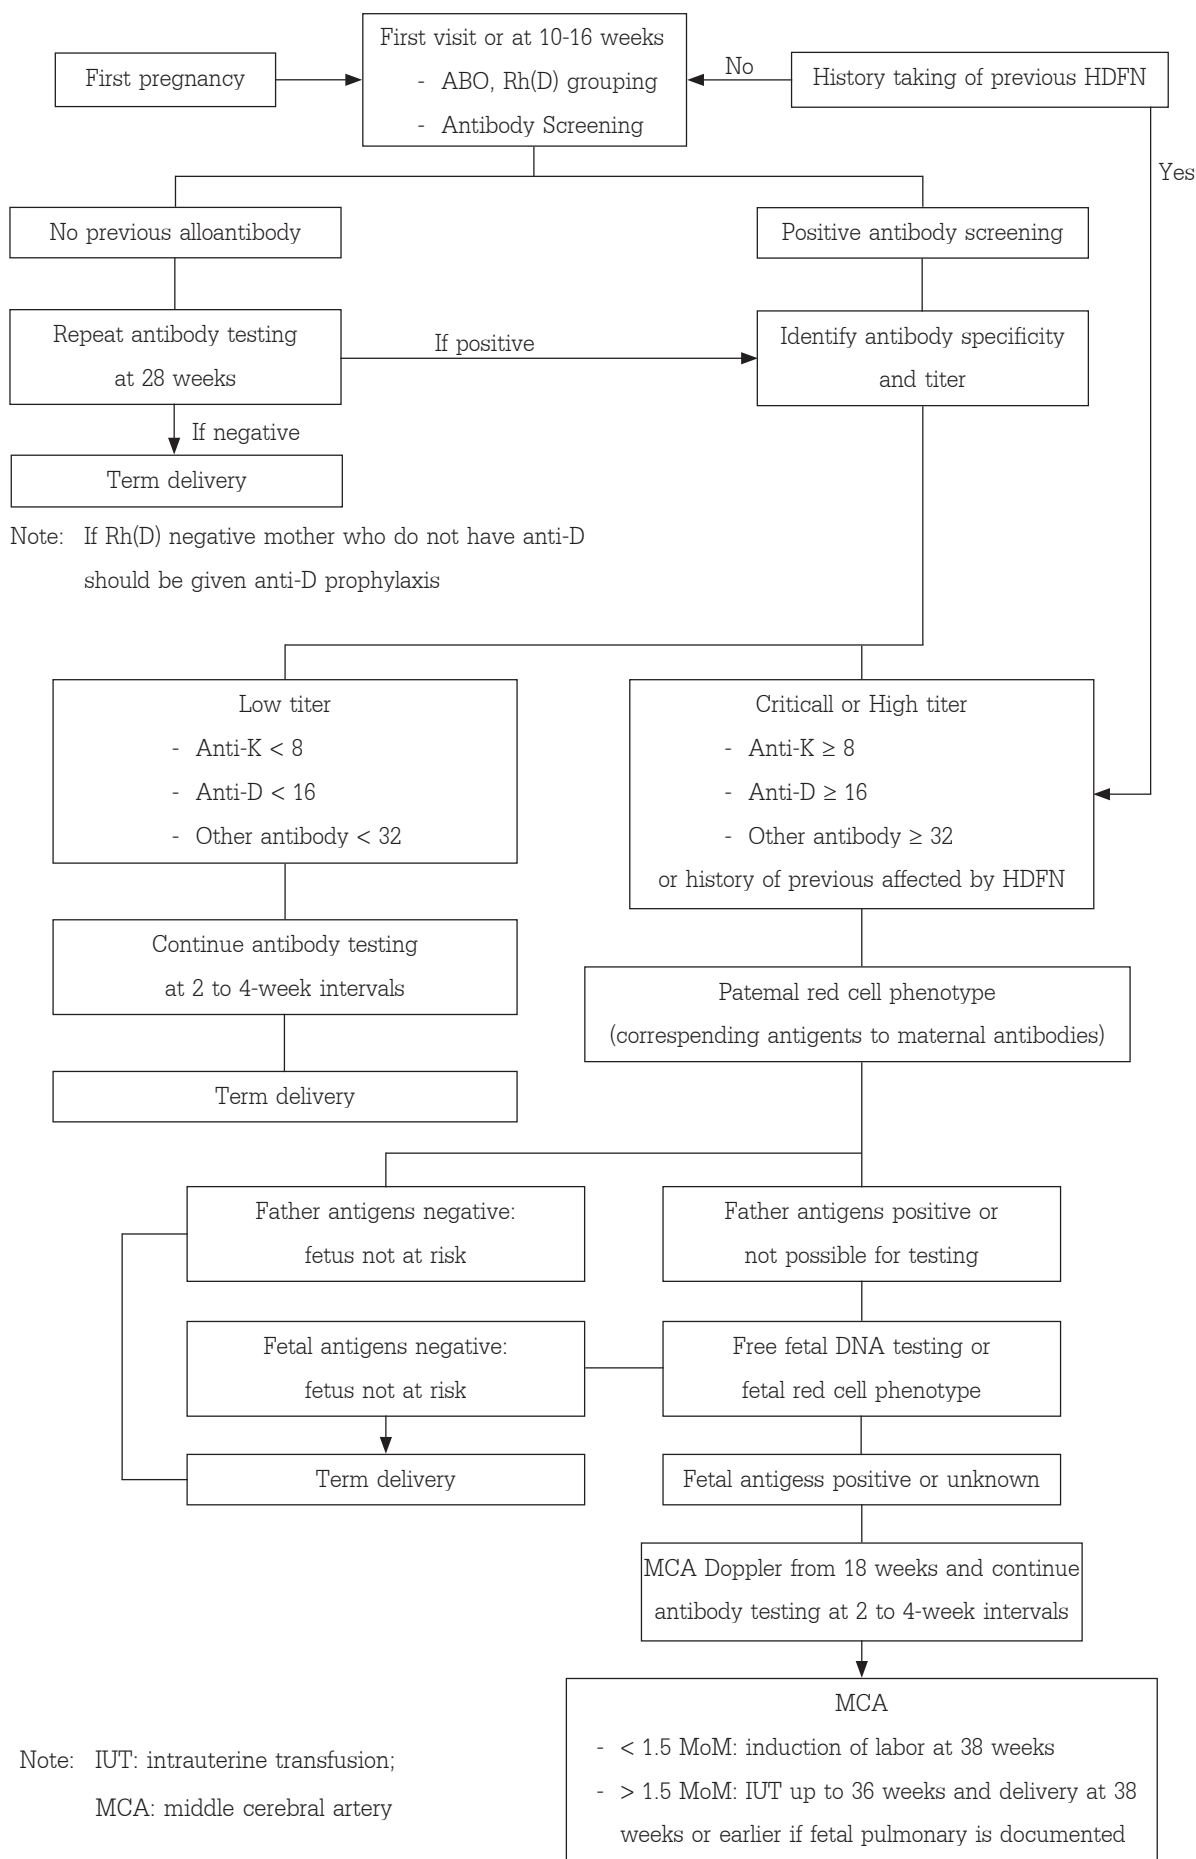 First visit or at 10-16 weeks
- ABO, Rh(D) grouping
- Antibody Screening
First pregnancy
No
History taking of previous HDFN
Yes
No previous alloantibody
Positive antibody screening
Repeat antibody testing
at 28 weeks
If positive
Identify antibody specificity
and titer
If negative
Term delivery
Note: If Rh(D) negative mother who do not have anti-D
should be given anti-D prophylaxis
Low titer
- Anti-K < 8
- Anti-D < 16
- Other antibody < 32
Criticall or High titer
- Anti-K ≥ 8
- Anti-D ≥ 16
- Other antibody ≥ 32
or history of previous affected by HDFN
Continue antibody testing
at 2 to 4-week intervals
Term delivery
Patemal red cell phenotype
(correspending antigents to maternal antibodies)
Father antigens negative:
fetus not at risk
Father antigens positive or
not possible for testing
Fetal antigens negative:
fetus not at risk
Free fetal DNA testing or
fetal red cell phenotype
Term delivery
Fetal antigess positive or unknown
MCA Doppler from 18 weeks and continue
antibody testing at 2 to 4-week intervals
MCA
- < 1.5 MoM: induction of labor at 38 weeks
- > 1.5 MoM: IUT up to 36 weeks and delivery at 38
weeks or earlier if fetal pulmonary is documented
Note: IUT: intrauterine transfusion;
MCA: middle cerebral artery